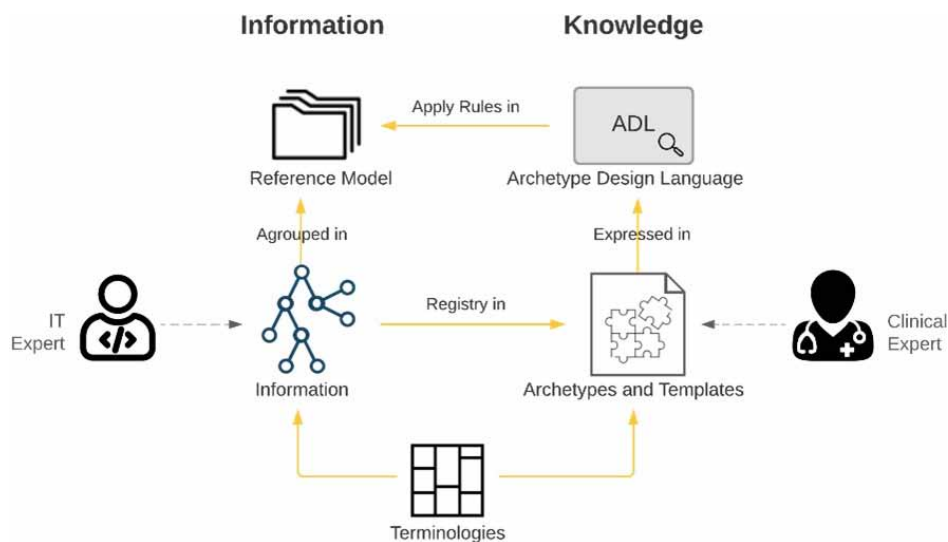 Information
Knowledge
Apply Rules in
ADL
Reference Model
Archetype Design Language
Agrouped in
Expressed in
IT
Expert
Registry in
Clinical
Expert
Information
Archetypes and Templates
Terminologies